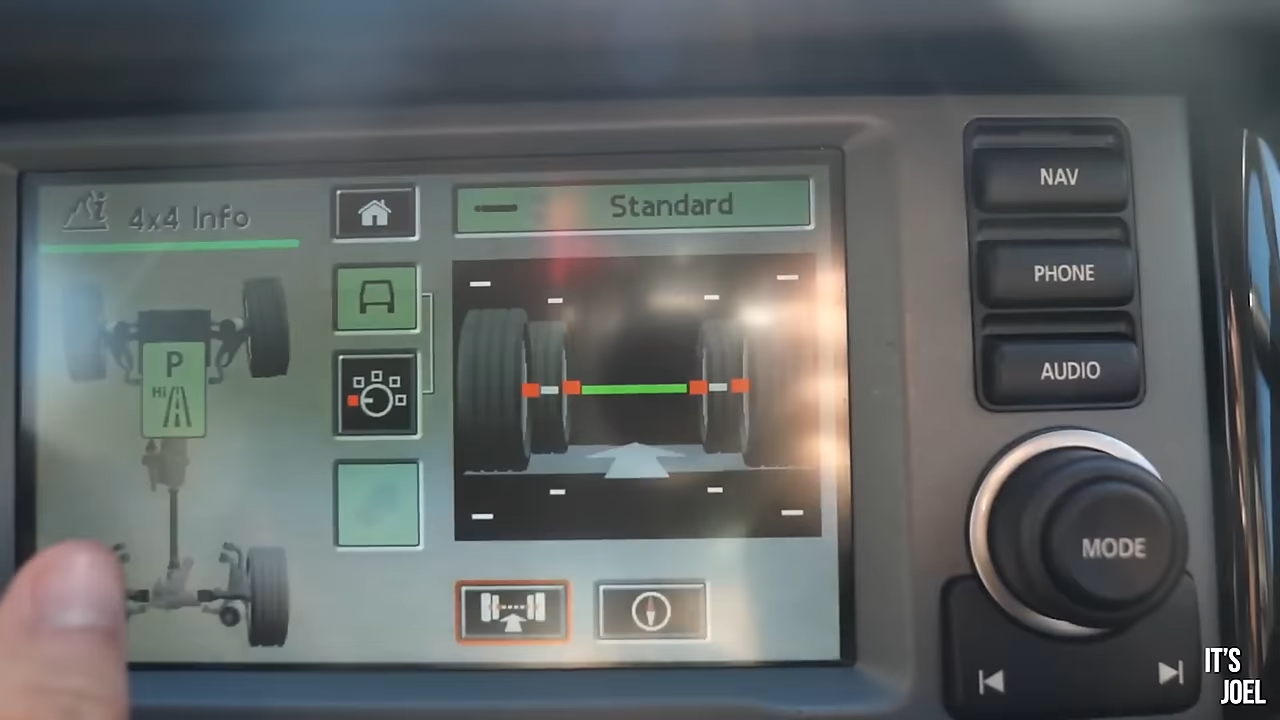 4x4 Info
Standard
P
Hi
NAV
PHONE
AUDIO
MODE
IT'S
JOEL